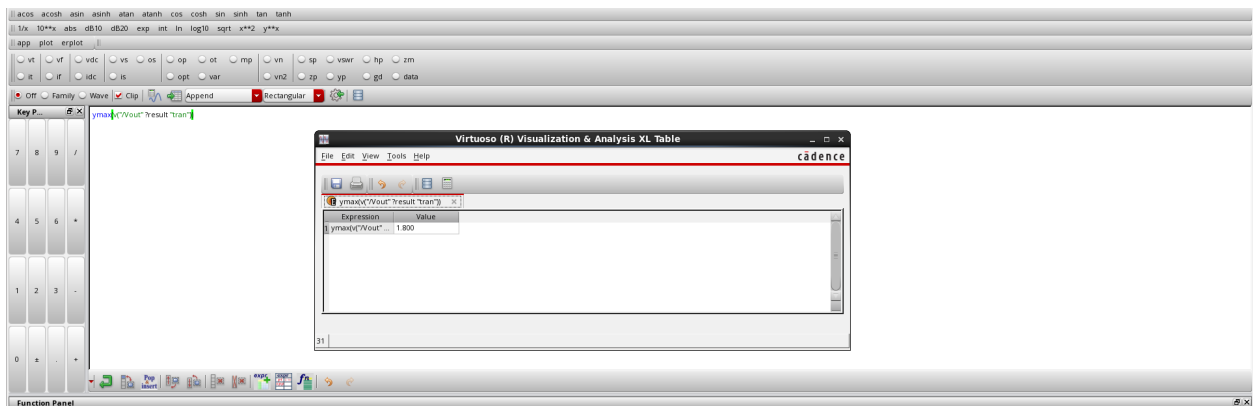 acos acosh asin asinh atan atanh cos cosh sin sinh tan tanh
1/x 10**x abs dB10 dB20 exp int ln log10 sqrt x**2 y**x
app plot erplot
vt vf vdc vs os op ot mp vn sp vswr hp zm
it if idc is opt var vn2 zp yp gd data
Off Family Wave Clip Append Rectangular
Key P...
ymax(v("/Vout" ?result "tran"))
7 8 9 /
4 5 6 *
1 2 3 -
0 ± . +
Virtuoso (R) Visualization & Analysis XL Table
File Edit View Tools Help
cādence
ymax(v("/Vout" ?result "tran"))
Expression Value
1 ymax(v("/Vout" ... 1.800
31
Pop
insert
expr
expr
fn
Function Panel